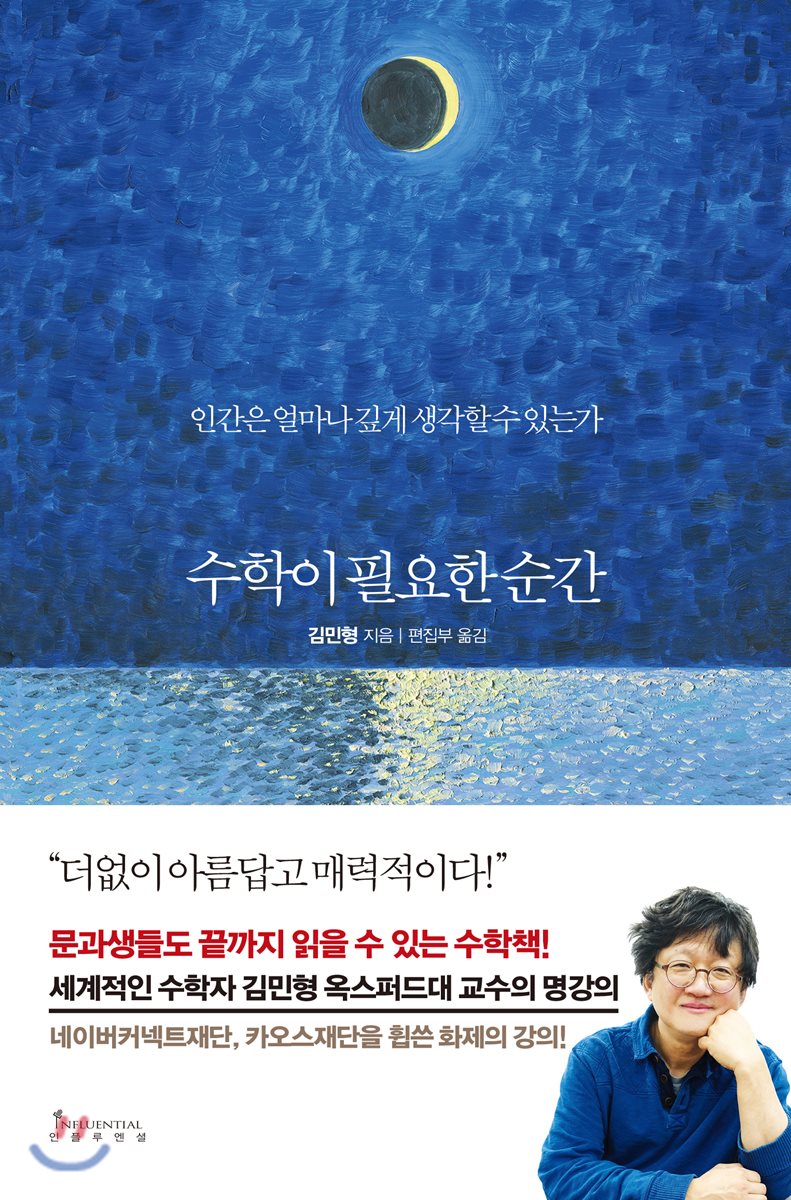 인간은 얼마나 깊게 생각할 수 있는가
수학이 필요한 순간
김민형 지음 | 편집부 옮김
“더없이 아름답고 매력적이다!”
문과생들도 끝까지 읽을 수 있는 수학책!
세계적인 수학자 김민형 옥스퍼드대 교수의 명강의
네이버커넥트재단, 카오스재단을 휩쓴 화제의 강의!
INFLUENTIAL
인플루엔셜